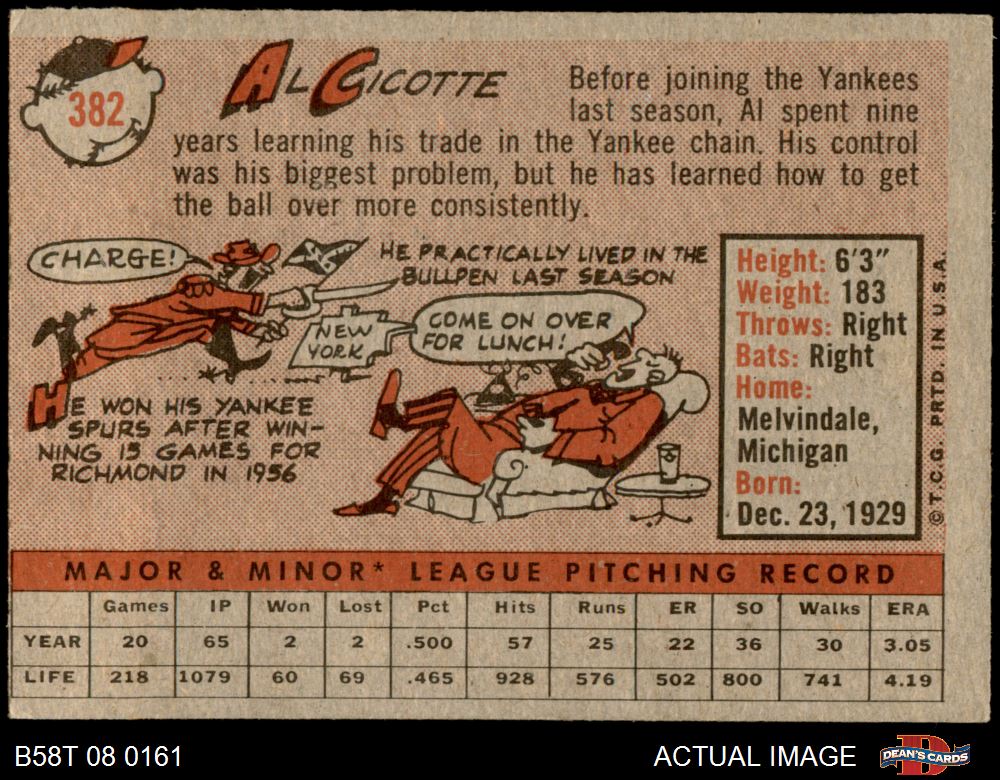 382
AL CICOTTE
Before joining the Yankees
last season, Al spent nine
years learning his trade in the Yankee chain. His control
was his biggest problem, but he has learned how to get
the ball over more consistently.
CHARGE!
NEW
YORK
HE WON HIS YANKEE
SPURS AFTER WIN-
NING 15 GAMES FOR
RICHMOND IN 1956
HE PRACTICALLY LIVED IN THE
BULLPEN LAST SEASON
COME ON OVER
FOR LUNCH!
Height: 6'3"
Weight: 183
Throws: Right
Bats: Right
Home:
Melvindale,
Michigan
Born:
Dec. 23, 1929
© T.C.G. PRTD. IN U.S.A.
MAJOR & MINOR* LEAGUE PITCHING RECORD
Games IP Won Lost Pct Hits Runs ER SO Walks ERA
YEAR 20 65 2 2 .500 57 25 22 36 30 3.05
LIFE 218 1079 60 69 .465 928 576 502 800 741 4.19
B58T 08 0161
ACTUAL IMAGE
DEAN'S CARDS